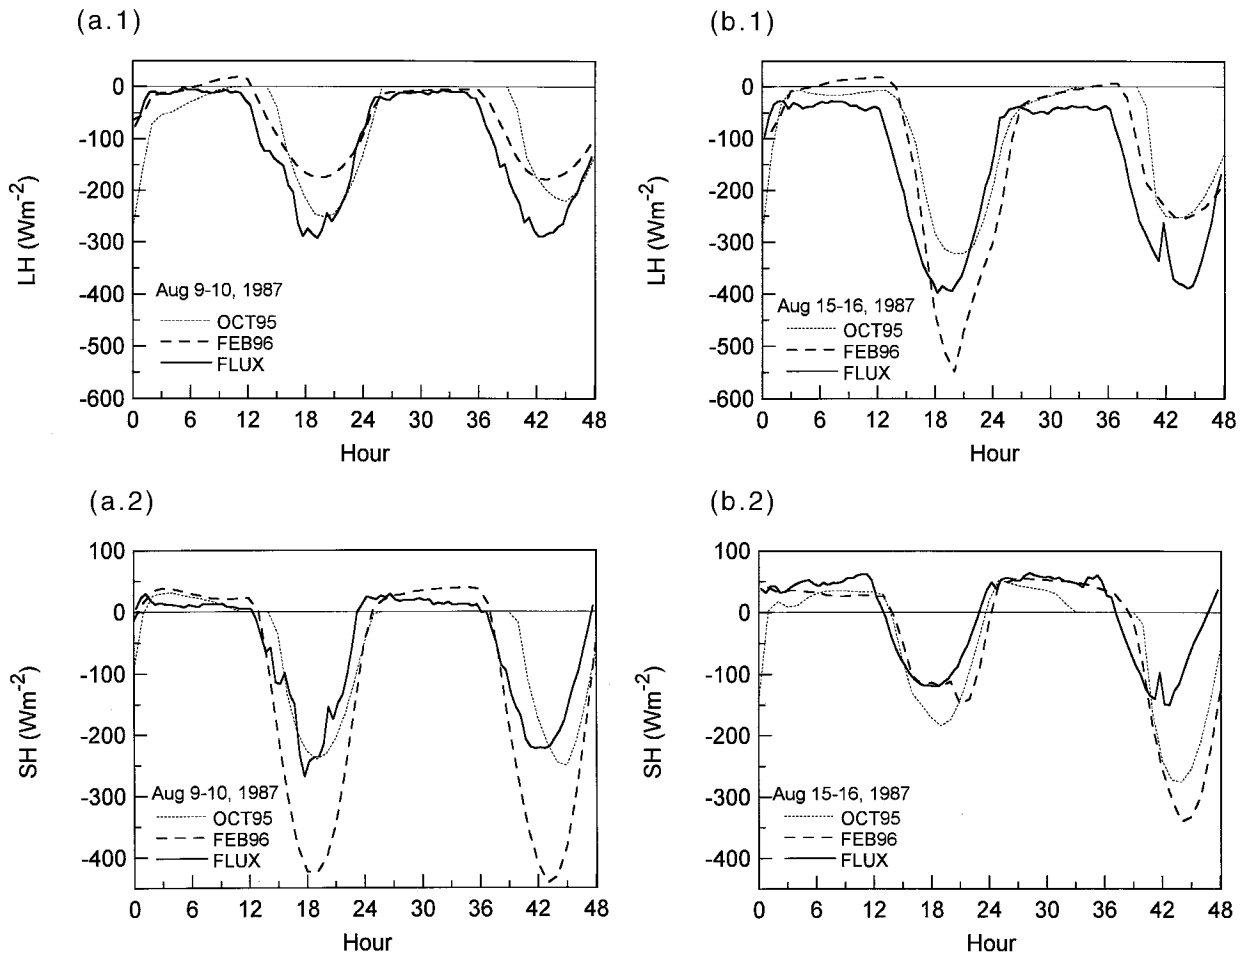 (a.1)
0
-100
-200
-300
-400
-500
-600
LH (Wm-2)
Aug 9-10, 1987
OCT95
FEB96
FLUX
0 6 12 18 24 30 36 42 48
Hour
(b.1)
0
-100
-200
-300
-400
-500
-600
LH (Wm-2)
Aug 15-16, 1987
OCT95
FEB96
FLUX
0 6 12 18 24 30 36 42 48
Hour
(a.2)
100
0
-100
-200
-300
-400
SH (Wm-2)
Aug 9-10, 1987
OCT95
FEB96
FLUX
0 6 12 18 24 30 36 42 48
Hour
(b.2)
100
0
-100
-200
-300
-400
SH (Wm-2)
Aug 15-16, 1987
OCT95
FEB96
FLUX
0 6 12 18 24 30 36 42 48
Hour